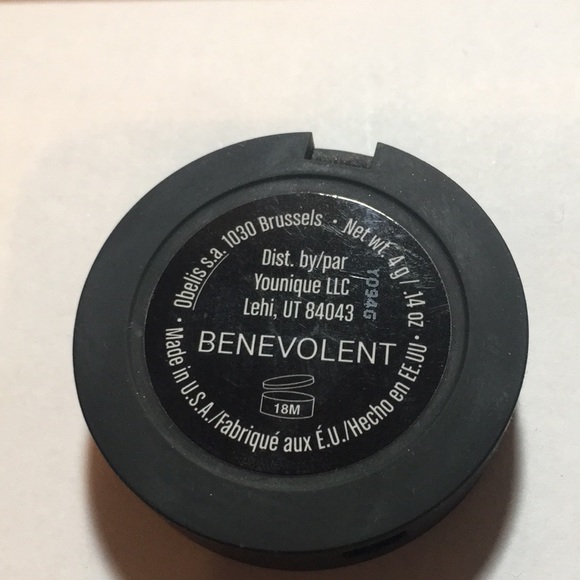 Obelis s.a. 1030 Brussels. • Net wt. 4 g / .14 oz •
Dist. by/par
Younique LLC
Lehi, UT 84043
Y094G
BENEVOLENT
18M
• Made in U.S.A./Fabriqué aux É.U./Hecho en EE.UU